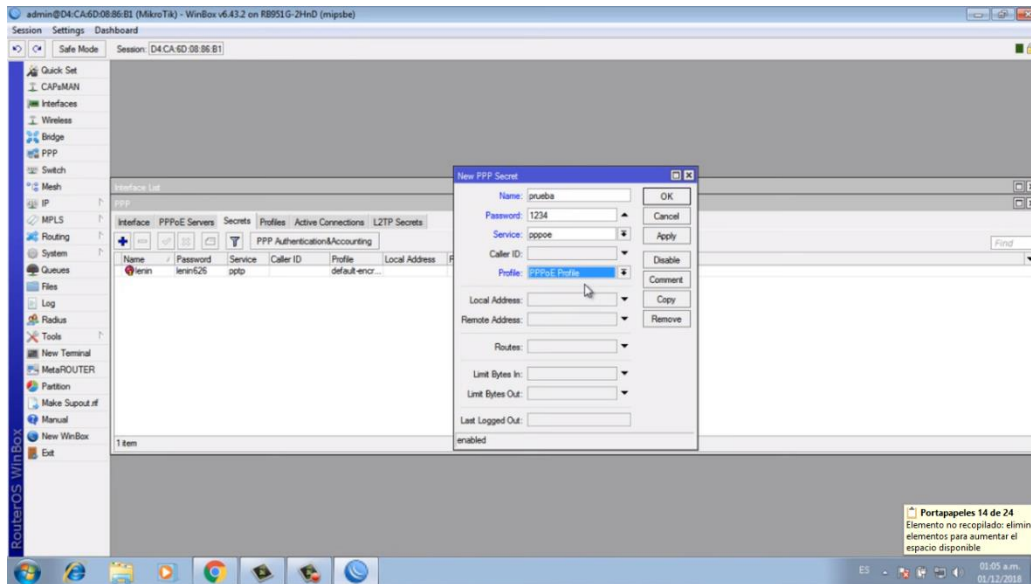 admin@D4:CA:6D:08:86:B1 (MikroTik) - WinBox v6.43.2 on RB951G-2HnD (mipsbe)
Session Settings Dashboard
Safe Mode Session: D4:CA:6D:08:86:B1
Quick Set
CAPsMAN
Interfaces
Wireless
Bridge
PPP
Switch
Mesh
IP
MPLS
Routing
System
Queues
Files
Log
Radius
Tools
New Terminal
MetaROUTER
Partition
Make Supout.rif
Manual
New WinBox
Exit
RouterOS WinBox
Interface List
PPP
Interface PPPoE Servers Secrets Profiles Active Connections L2TP Secrets
PPP Authentication&Accounting
Find
Name Password Service Caller ID Profile Local Address
lenin lenin626 pptp default-encr...
1 item
New PPP Secret
Name: prueba
Password: 1234
Service: pppoe
Caller ID:
Profile: PPPoE Profile
Local Address:
Remote Address:
Routes:
Limit Bytes In:
Limit Bytes Out:
Last Logged Out:
enabled
OK
Cancel
Apply
Disable
Comment
Copy
Remove
Portapapeles 14 de 24
Elemento no recopilado: elimin
elementos para aumentar el
espacio disponible
ES
01:05 a.m.
01/12/2018